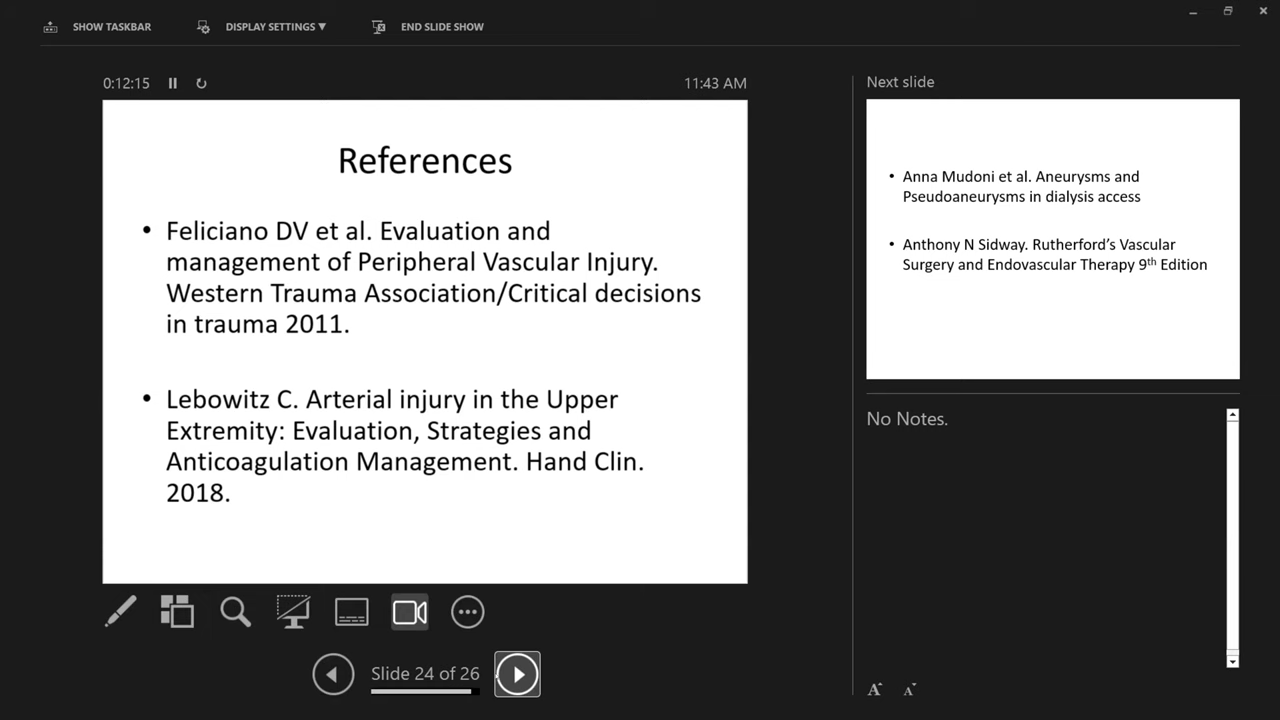 SHOW TASKBAR
DISPLAY SETTINGS ▼
END SLIDE SHOW
0:12:15
11:43 AM
References
• Feliciano DV et al. Evaluation and
management of Peripheral Vascular Injury.
Western Trauma Association/Critical decisions
in trauma 2011.
• Lebowitz C. Arterial injury in the Upper
Extremity: Evaluation, Strategies and
Anticoagulation Management. Hand Clin.
2018.
Slide 24 of 26
Next slide
• Anna Mudoni et al. Aneurysms and
Pseudoaneurysms in dialysis access
• Anthony N Sidway. Rutherford’s Vascular
Surgery and Endovascular Therapy 9th Edition
No Notes.
A A